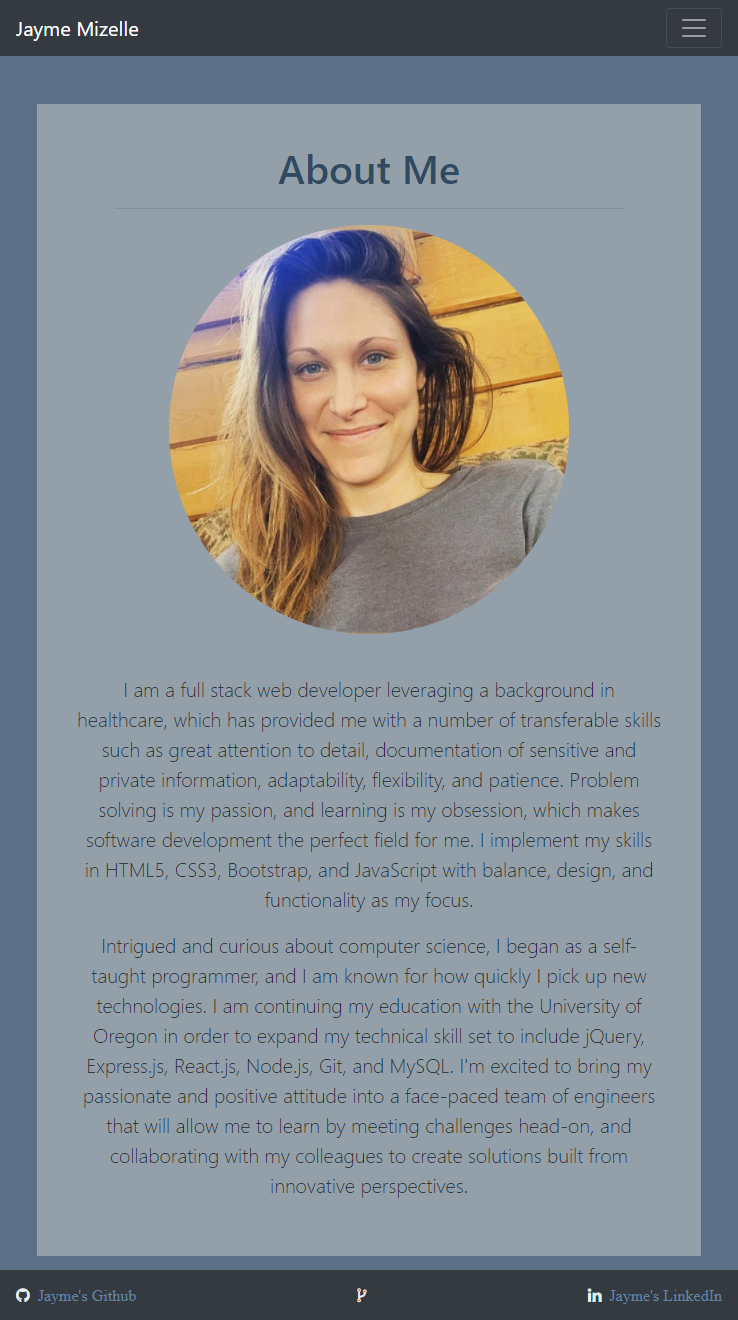 Jayme Mizelle
About Me
I am a full stack web developer leveraging a background in
healthcare, which has provided me with a number of transferable skills
such as great attention to detail, documentation of sensitive and
private information, adaptability, flexibility, and patience. Problem
solving is my passion, and learning is my obsession, which makes
software development the perfect field for me. I implement my skills
in HTML5, CSS3, Bootstrap, and JavaScript with balance, design, and
functionality as my focus.
Intrigued and curious about computer science, I began as a self-
taught programmer, and I am known for how quickly I pick up new
technologies. I am continuing my education with the University of
Oregon in order to expand my technical skill set to include jQuery,
Express.js, React.js, Node.js, Git, and MySQL. I'm excited to bring my
passionate and positive attitude into a face-paced team of engineers
that will allow me to learn by meeting challenges head-on, and
collaborating with my colleagues to create solutions built from
innovative perspectives.
Jayme's Github
Jayme's LinkedIn